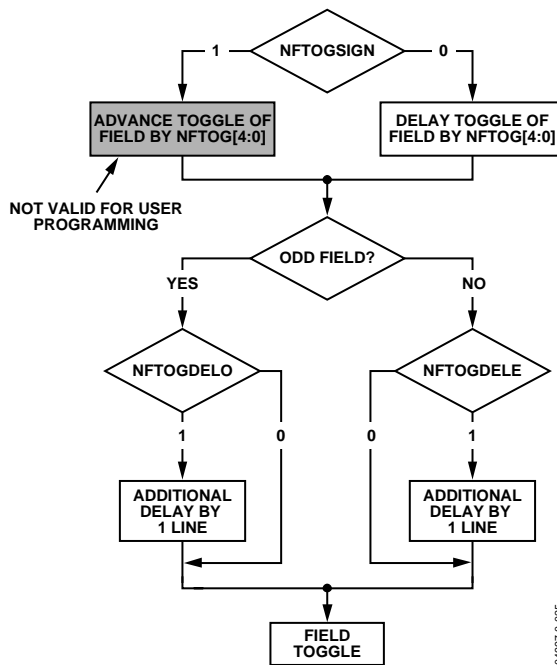 NFTOGSIGN
1
0
ADVANCE TOGGLE OF
FIELD BY NFTOG[4:0]
DELAY TOGGLE OF
FIELD BY NFTOG[4:0]
NOT VALID FOR USER
PROGRAMMING
ODD FIELD?
YES
NO
NFTOGDELO
NFTOGDELE
1
0
0
1
ADDITIONAL
DELAY BY
1 LINE
ADDITIONAL
DELAY BY
1 LINE
FIELD
TOGGLE